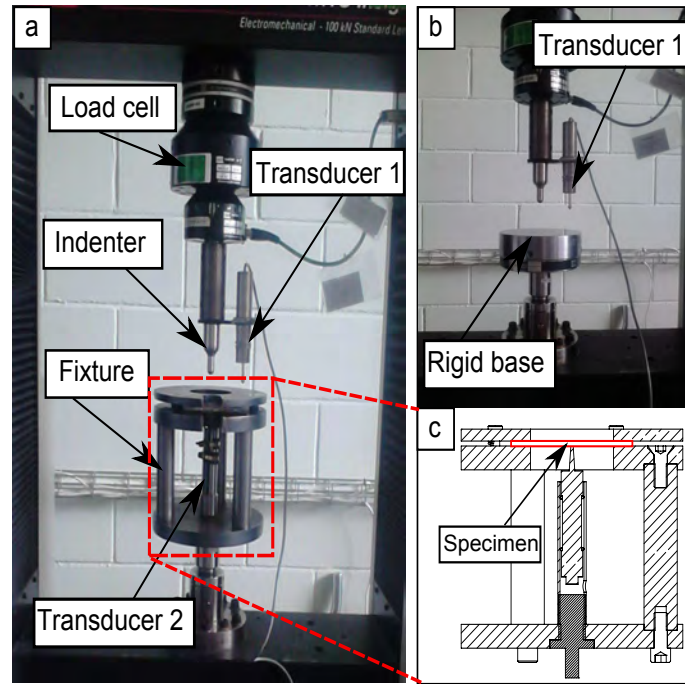 a
Electromechanical - 100 kN Standard Len
Load cell
Transducer 1
Indenter
Fixture
Transducer 2
b
Transducer 1
Rigid base
c
Specimen